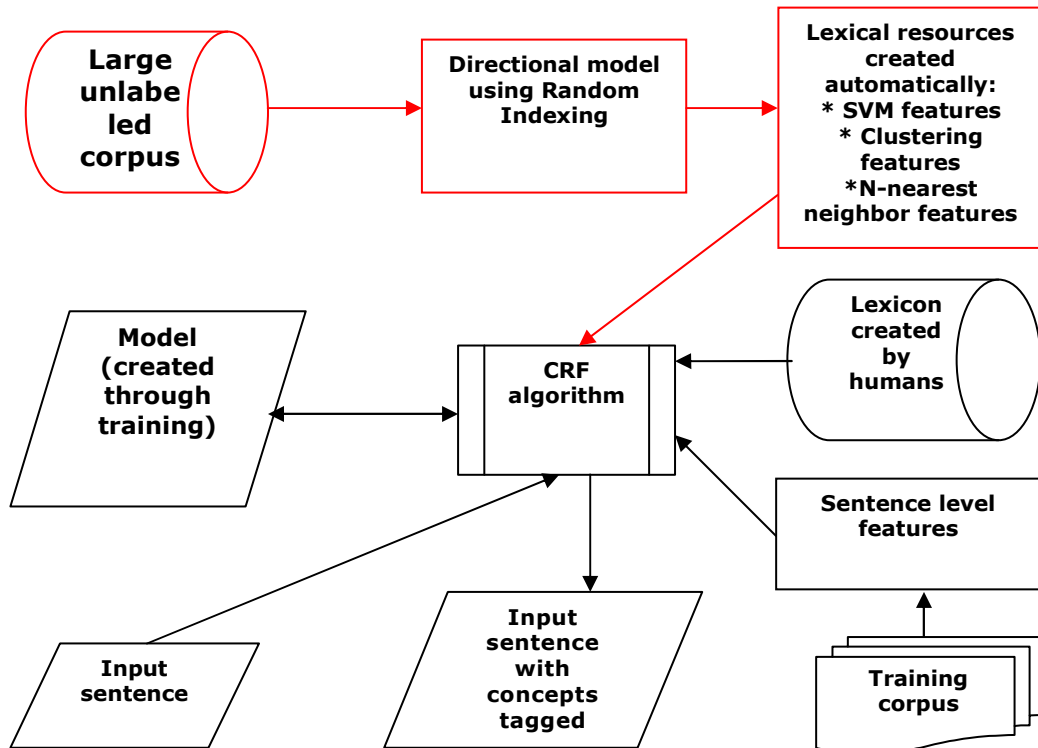 Large
unlabe
led
corpus
Directional model
using Random
Indexing
Lexical resources
created
automatically:
* SVM features
* Clustering
features
*N-nearest
neighbor features
Model
(created
through
training)
CRF
algorithm
Lexicon
created
by
humans
Sentence level
features
Input
sentence
Input
sentence
with
concepts
tagged
Training
corpus